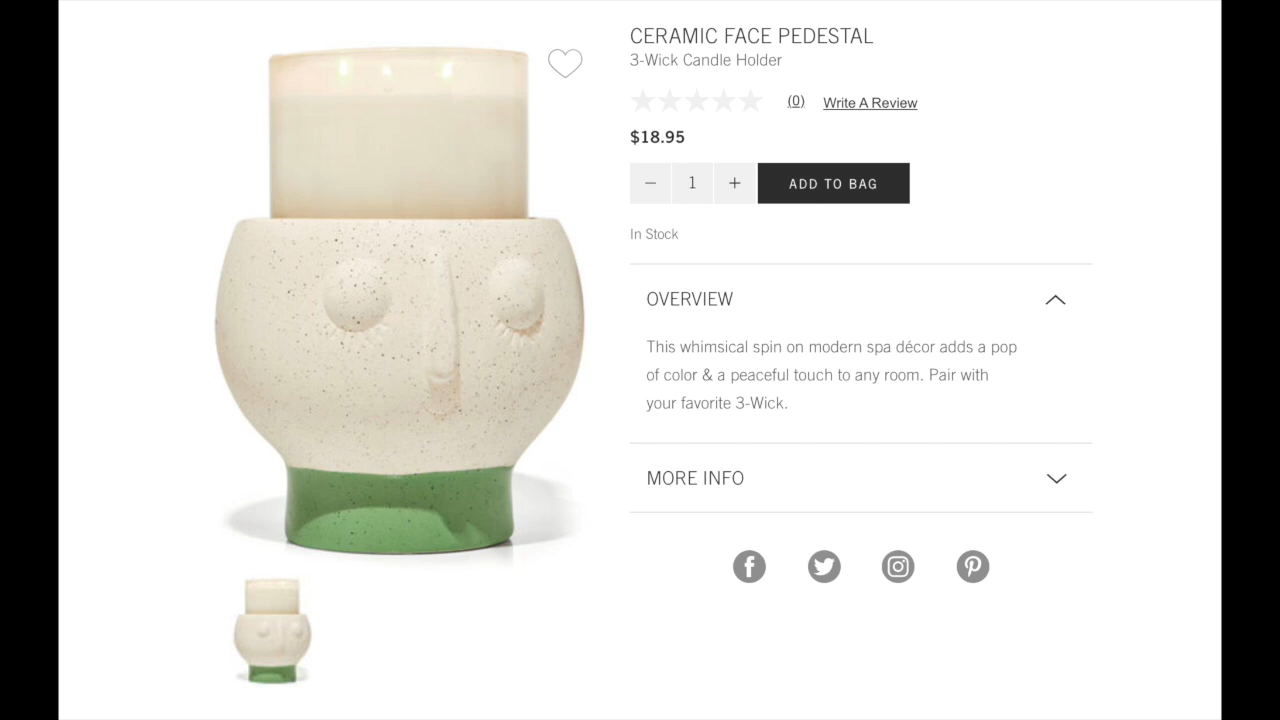 CERAMIC FACE PEDESTAL
3-Wick Candle Holder
(0) Write A Review
$18.95
− 1 + ADD TO BAG
In Stock
OVERVIEW
This whimsical spin on modern spa décor adds a pop
of color & a peaceful touch to any room. Pair with
your favorite 3-Wick.
MORE INFO